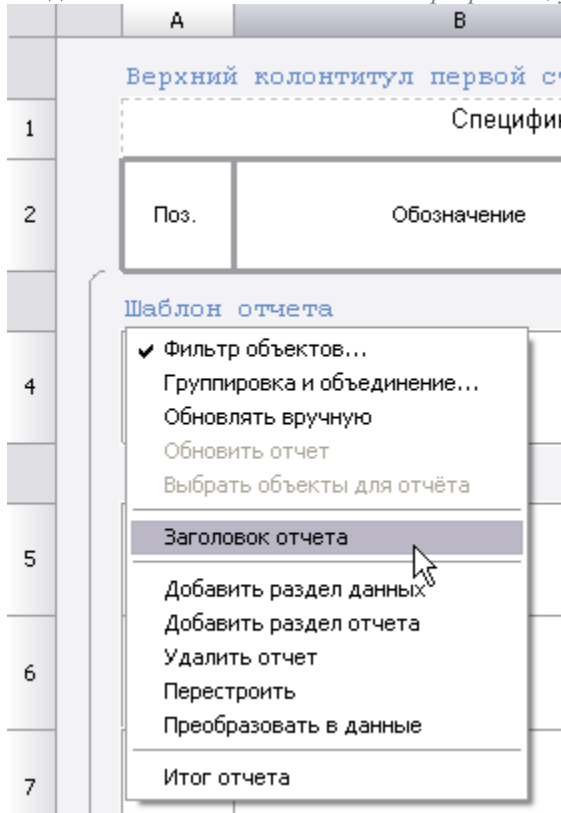 A B
Верхний колонтитул первой
1
2 Поз. Обозначение
Шаблон отчета
4
5
6
7
Фильтр объектов...
Группировка и объединение...
Обновлять вручную
Обновить отчет
Выбрать объекты для отчёта
Заголовок отчета
Добавить раздел данных
Добавить раздел отчета
Удалить отчет
Перестроить
Преобразовать в данные
Итог отчета